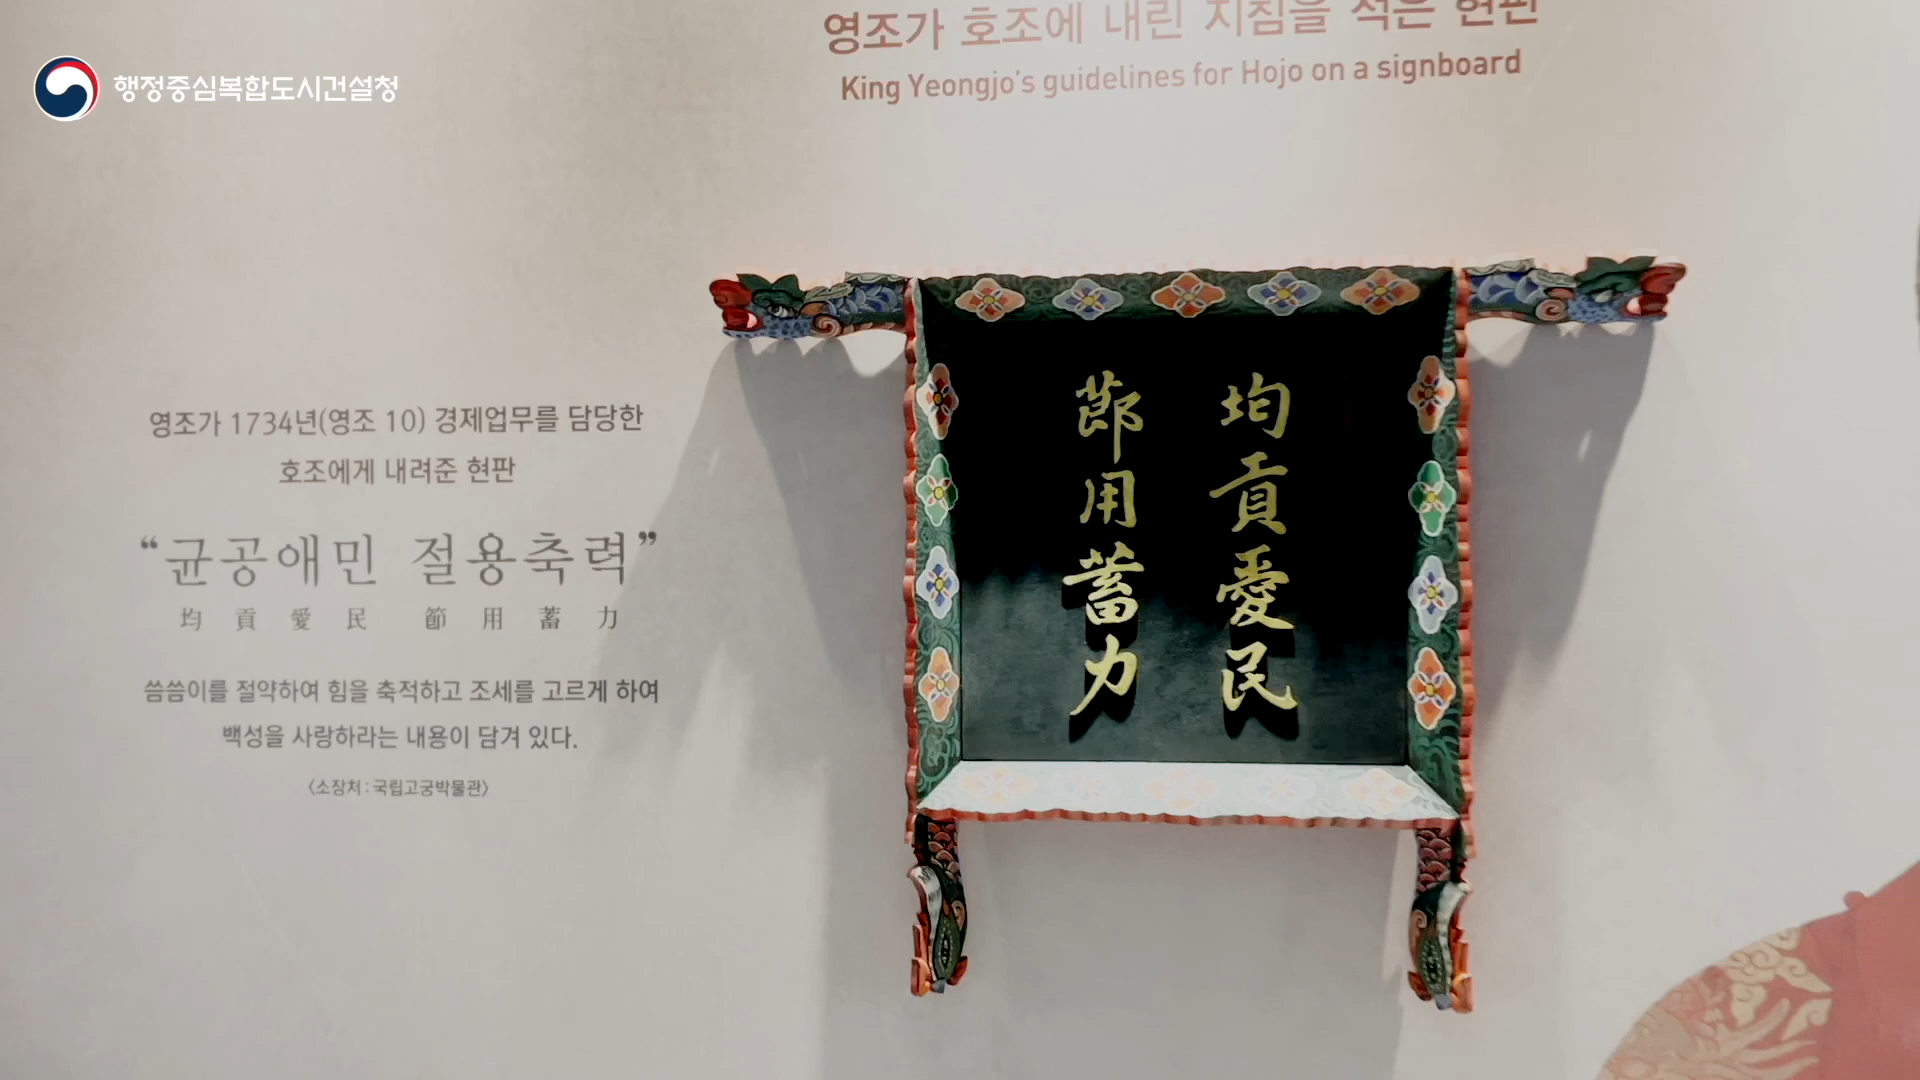 행정중심복합도시건설청
영조가 호조에 내린 지침을 적은 현판
King Yeongjo's guidelines for Hojo on a signboard
영조가 1734년(영조 10) 경제업무를 담당한
호조에게 내려준 현판
“균공애민 절용축력”
均貢愛民 節用蓄力
씀씀이를 절약하여 힘을 축적하고 조세를 고르게 하여
백성을 사랑하라는 내용이 담겨 있다.
〈소장처 : 국립고궁박물관〉
均貢愛民
節用蓄力